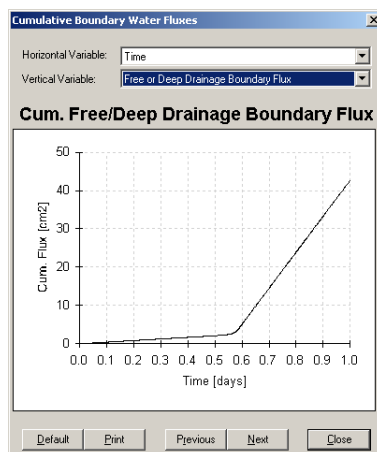 Cumulative Boundary Water Fluxes
Horizontal Variable: Time
Vertical Variable: Free or Deep Drainage Boundary Flux
Cum. Free/Deep Drainage Boundary Flux
50
40
30
20
10
0
Cum. Flux [cm2]
0.0 0.1 0.2 0.3 0.4 0.5 0.6 0.7 0.8 0.9 1.0
Time [days]
Default Print Previous Next Close